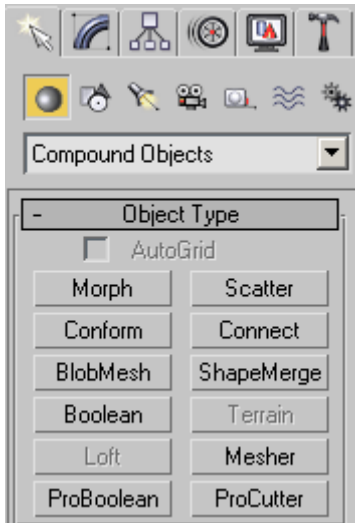 Compound Objects
- Object Type
AutoGrid
Morph Scatter
Conform Connect
BlobMesh ShapeMerge
Boolean Terrain
Loft Mesher
ProBoolean ProCutter